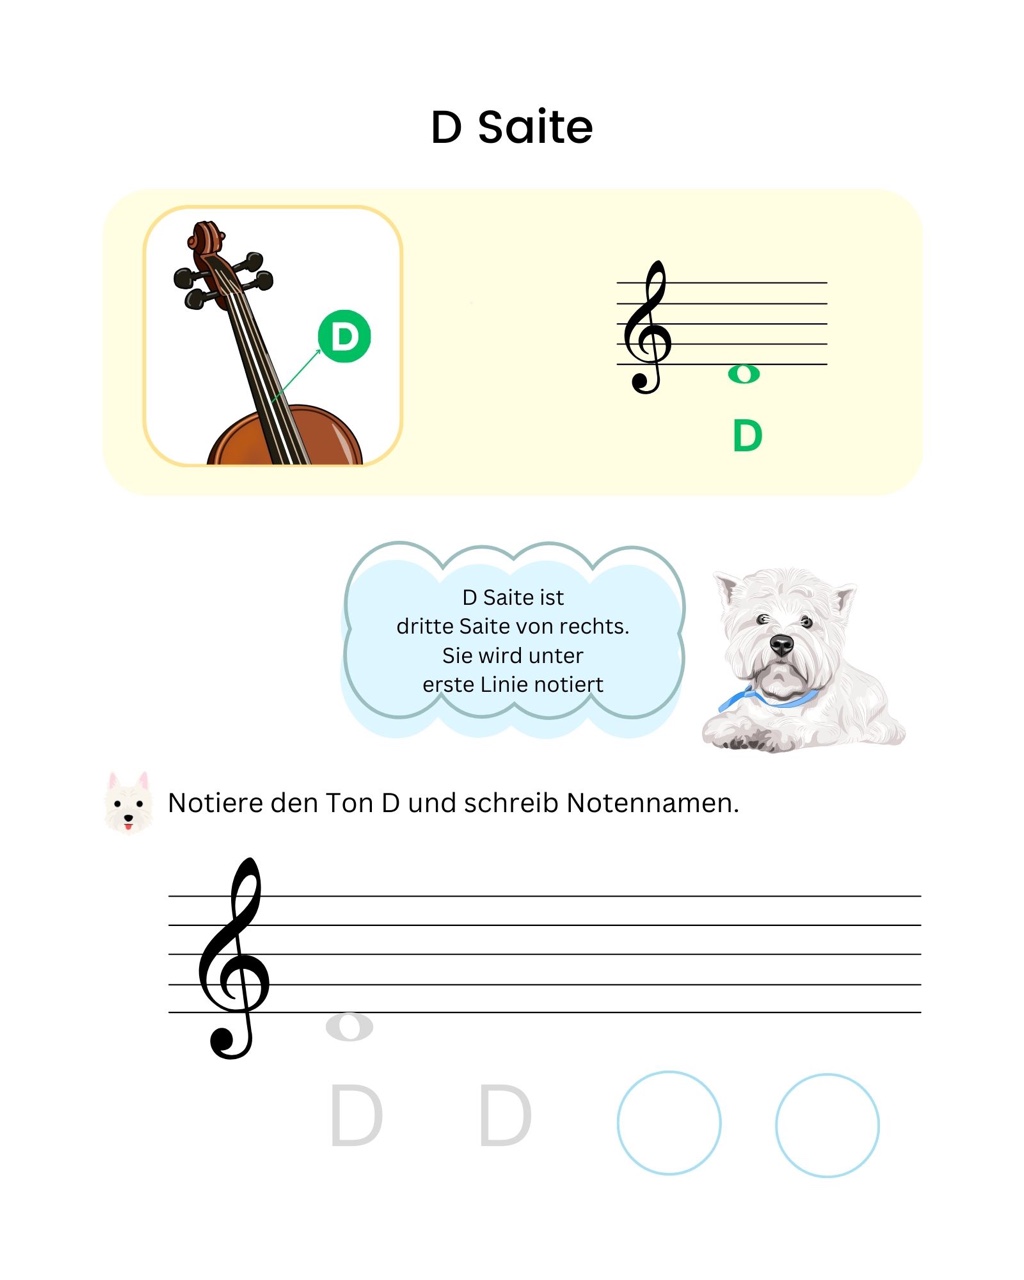 D Saite
D
D
D Saite ist
dritte Saite von rechts.
Sie wird unter
erste Linie notiert
Notiere den Ton D und schreib Notennamen.
D D